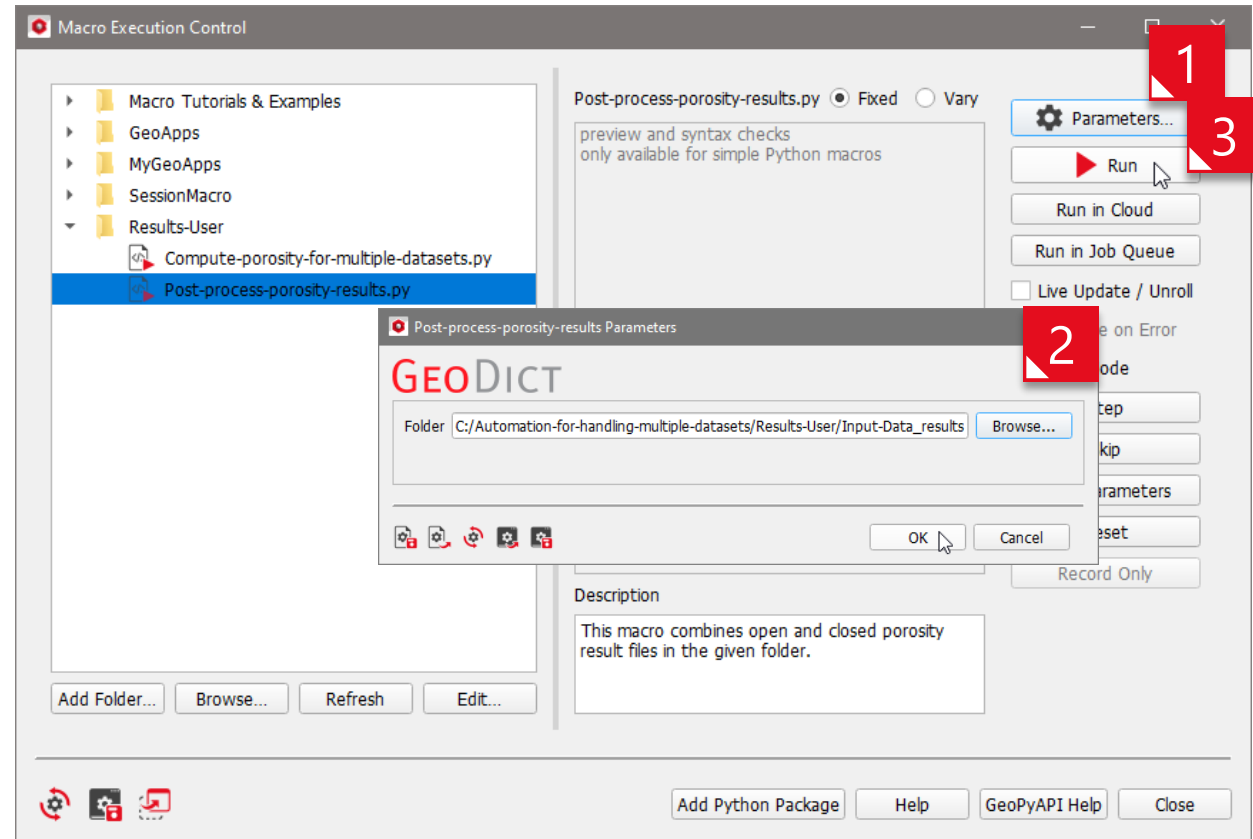 Macro Execution Control
1
3
Macro Tutorials & Examples
GeoApps
MyGeoApps
SessionMacro
Results-User
Compute-porosity-for-multiple-datasets.py
Post-process-porosity-results.py
Post-process-porosity-results.py Fixed Vary
preview and syntax checks
only available for simple Python macros
Parameters...
Run
Run in Cloud
Run in Job Queue
Live Update / Unroll
on Error
Post-process-porosity-results Parameters
2
GEODICT
Folder C:/Automation-for-handling-multiple-datasets/Results-User/Input-Data_results Browse...
OK Cancel
Record Only
Description
This macro combines open and closed porosity
result files in the given folder.
Add Folder... Browse... Refresh Edit...
Add Python Package Help GeoPyAPI Help Close